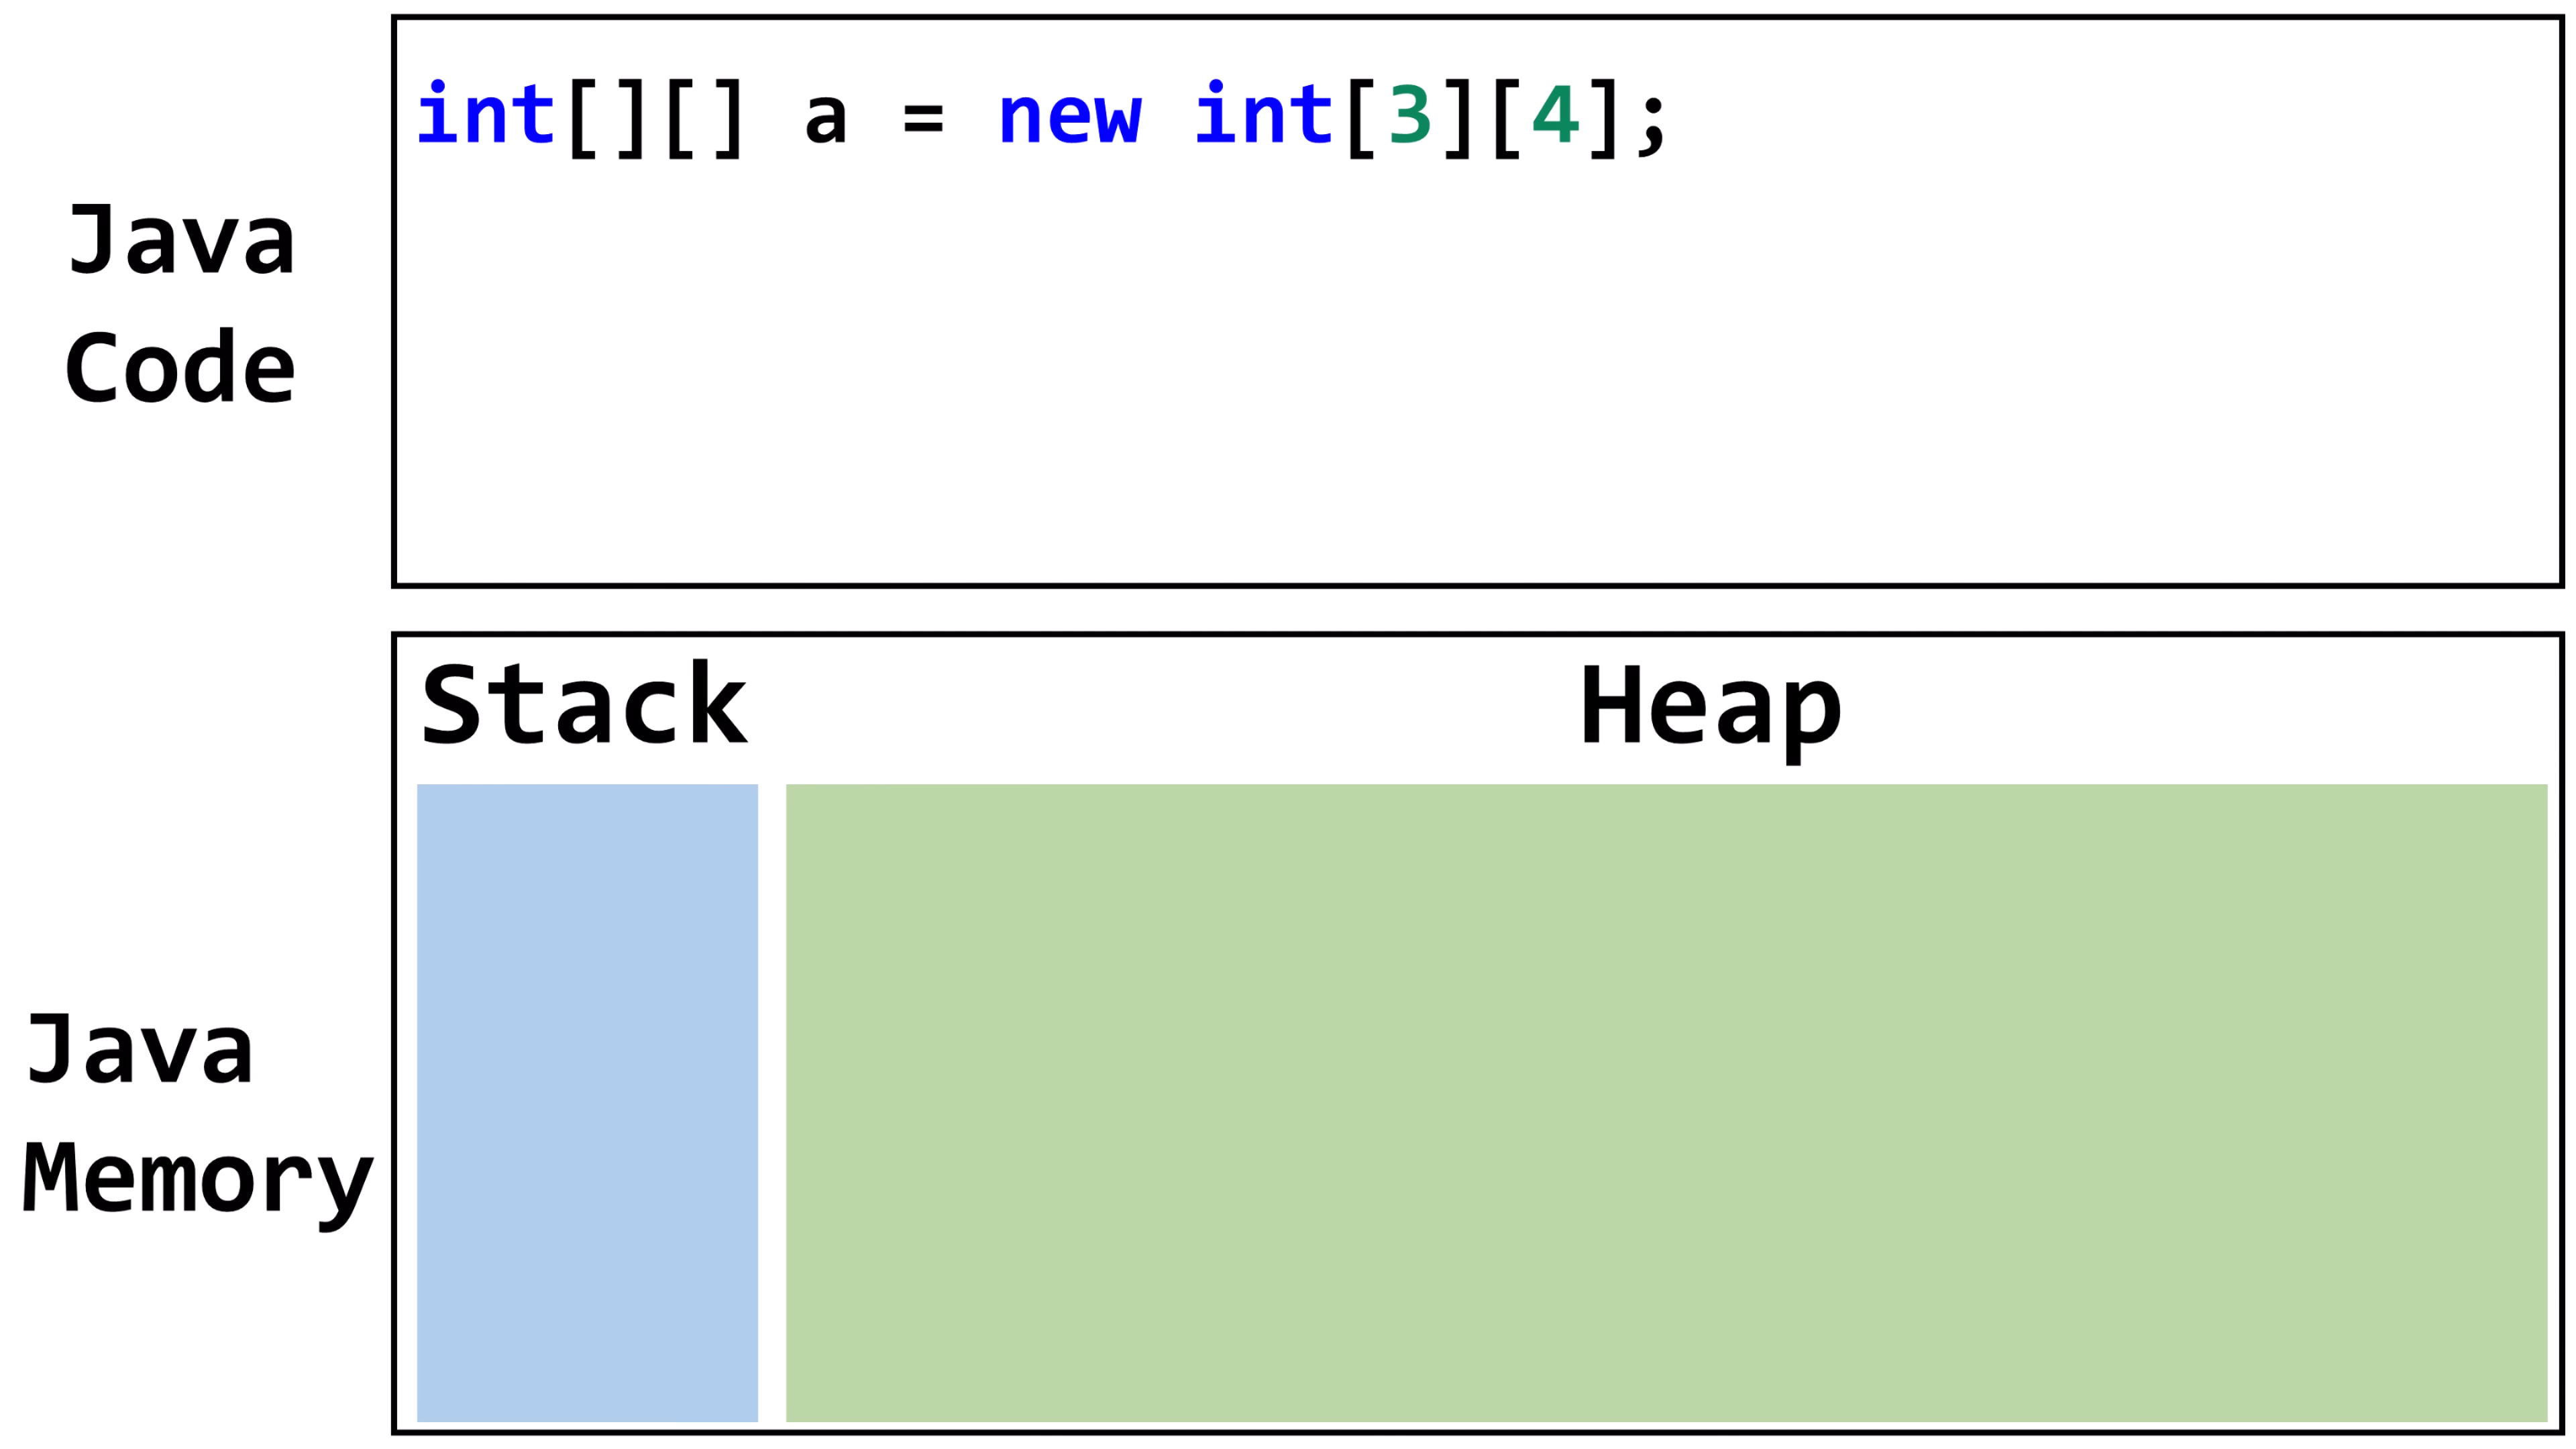 int[][] a = new int[3][4];
Java
Code
Stack
Heap
Java
Memory